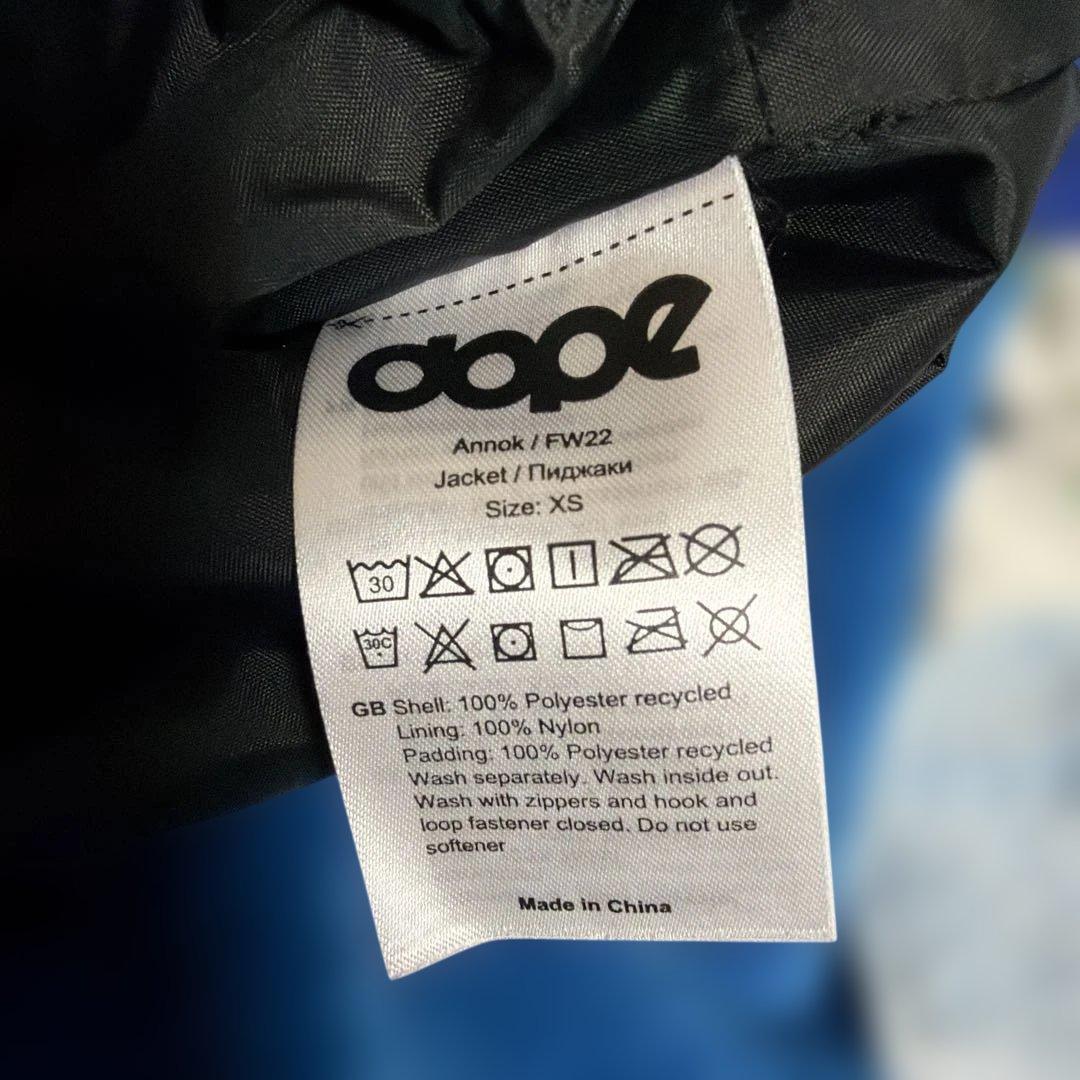 dope
Annok / FW22
Jacket / Пиджаки
Size: XS
30
30C
GB Shell: 100% Polyester recycled
Lining: 100% Nylon
Padding: 100% Polyester recycled
Wash separately. Wash inside out.
Wash with zippers and hook and
loop fastener closed. Do not use
softener
Made in China